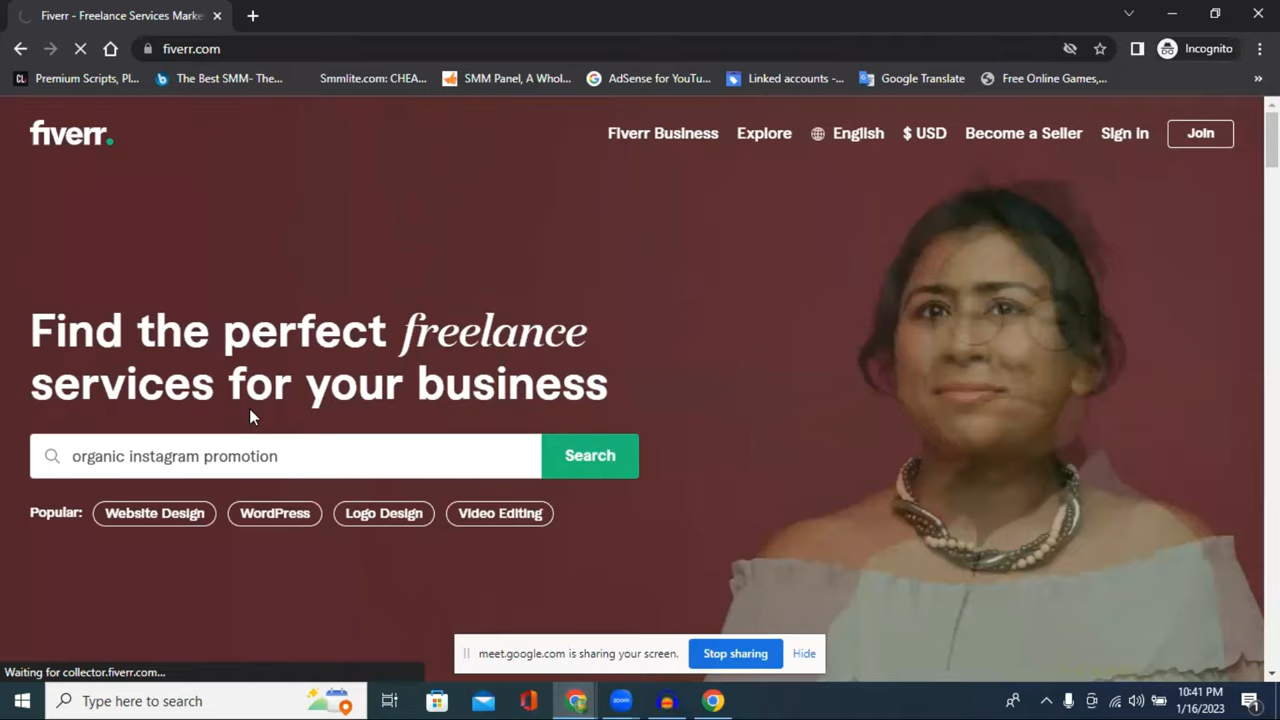 Fiverr - Freelance Services Marke
fiverr.com
Incognito
CL Premium Scripts, Pl...
The Best SMM- The...
Smmlite.com: CHEA...
SMM Panel, A Whol...
AdSense for YouTu...
Linked accounts -...
Google Translate
Free Online Games,...
fiverr.
Fiverr Business
Explore
English
$ USD
Become a Seller
Sign In
Join
Find the perfect freelance
services for your business
organic instagram promotion
Search
Popular:
Website Design
WordPress
Logo Design
Video Editing
meet.google.com is sharing your screen.
Stop sharing
Hide
Waiting for collector.fiverr.com...
Type here to search
zoom
10:41 PM
1/16/2023
1